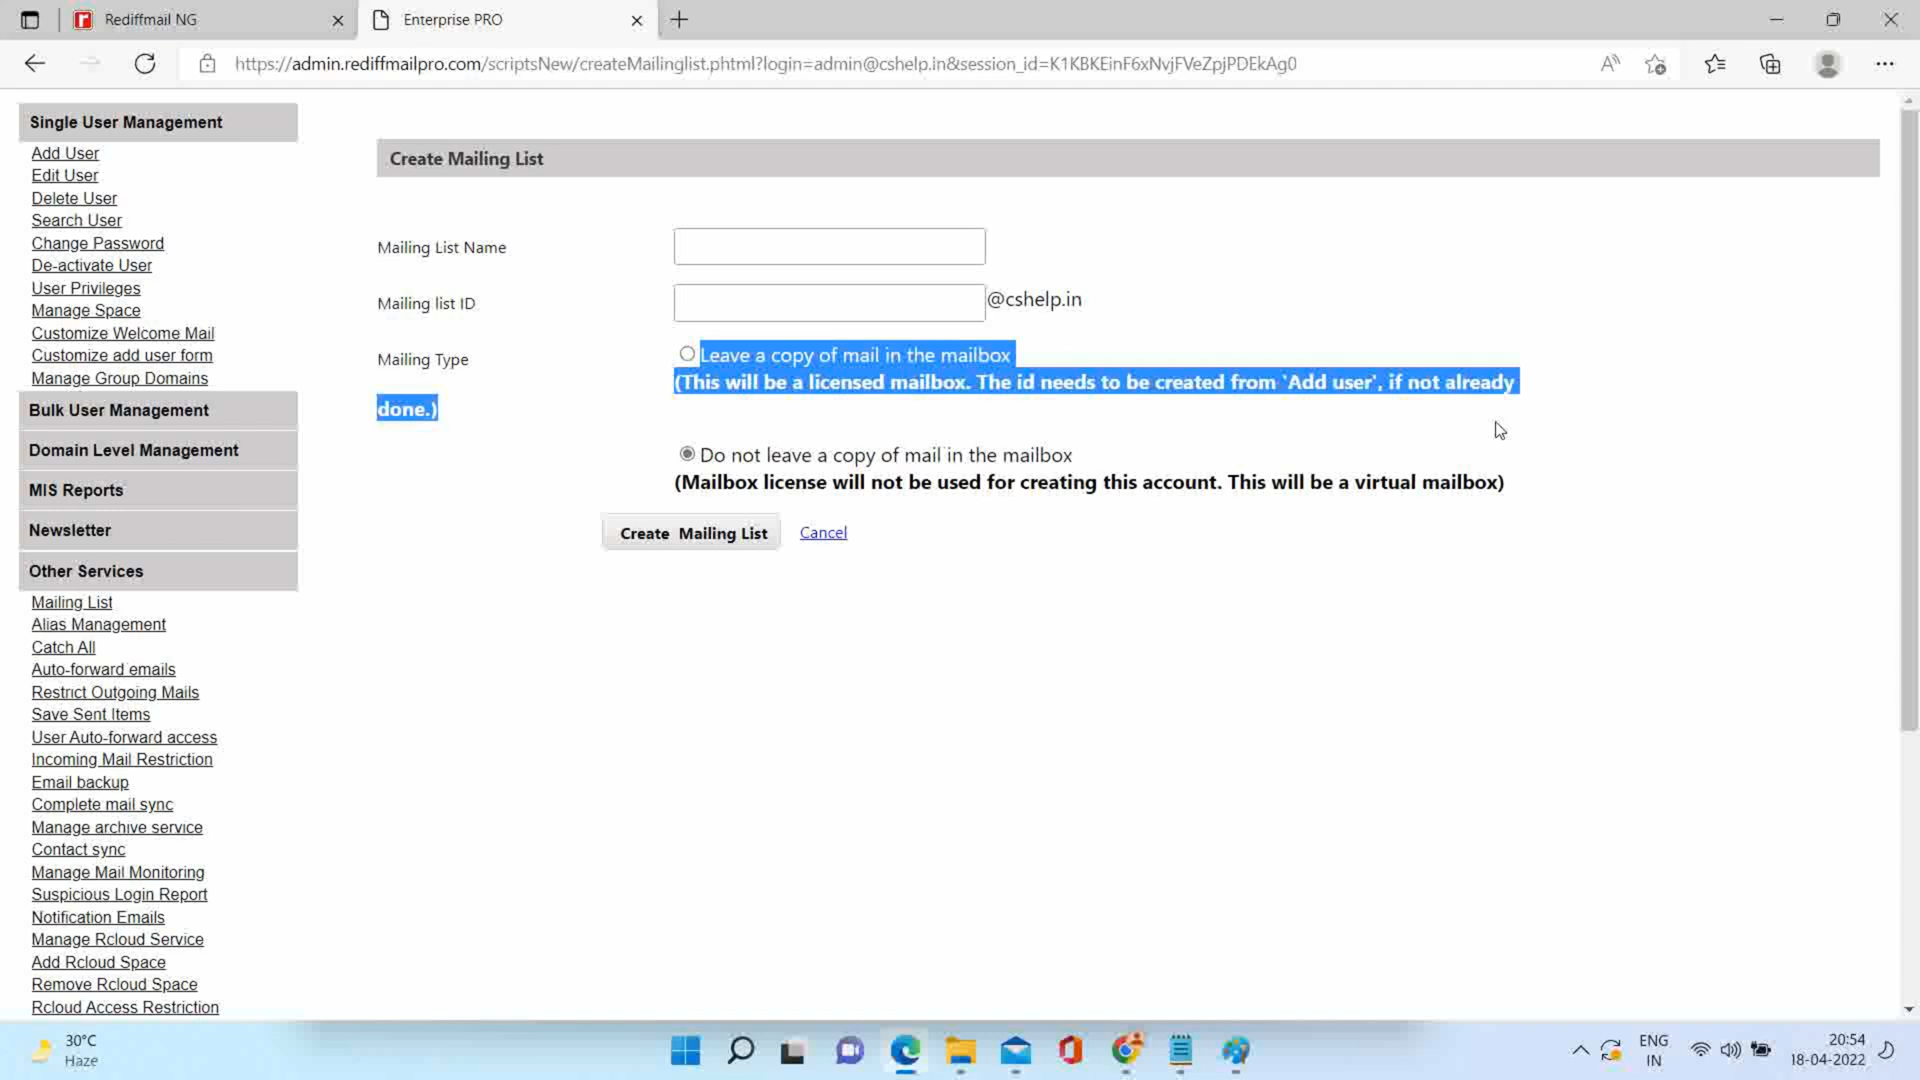 Rediffmail NG
Enterprise PRO
https://admin.rediffmailpro.com/scriptsNew/createMailinglist.phtml?login=admin@cshelp.in&session_id=K1KBKEinF6xNvjFVeZpjPDEkAg0
Single User Management
Add User
Edit User
Delete User
Search User
Change Password
De-activate User
User Privileges
Manage Space
Customize Welcome Mail
Customize add user form
Manage Group Domains
Bulk User Management
Domain Level Management
MIS Reports
Newsletter
Other Services
Mailing List
Alias Management
Catch All
Auto-forward emails
Restrict Outgoing Mails
Save Sent Items
User Auto-forward access
Incoming Mail Restriction
Email backup
Complete mail sync
Manage archive service
Contact sync
Manage Mail Monitoring
Suspicious Login Report
Notification Emails
Manage Rcloud Service
Add Rcloud Space
Remove Rcloud Space
Rcloud Access Restriction
Create Mailing List
Mailing List Name
Mailing list ID
@cshelp.in
Mailing Type
Leave a copy of mail in the mailbox
(This will be a licensed mailbox. The id needs to be created from 'Add user', if not already
done.)
Do not leave a copy of mail in the mailbox
(Mailbox license will not be used for creating this account. This will be a virtual mailbox)
Create Mailing List
Cancel
30°C
Haze
ENG
IN
20:54
18-04-2022